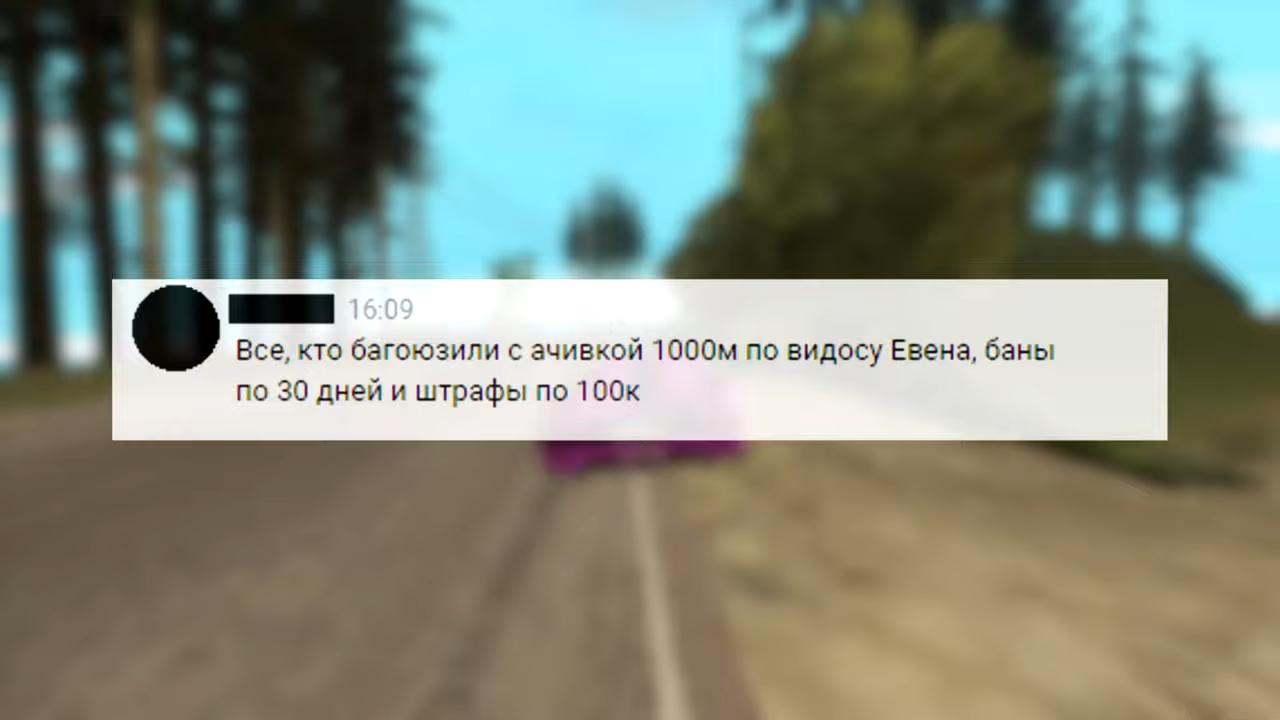 16:09
Все, кто багоюзили с ачивкой 1000м по видосу Евена, баны
по 30 дней и штрафы по 100к